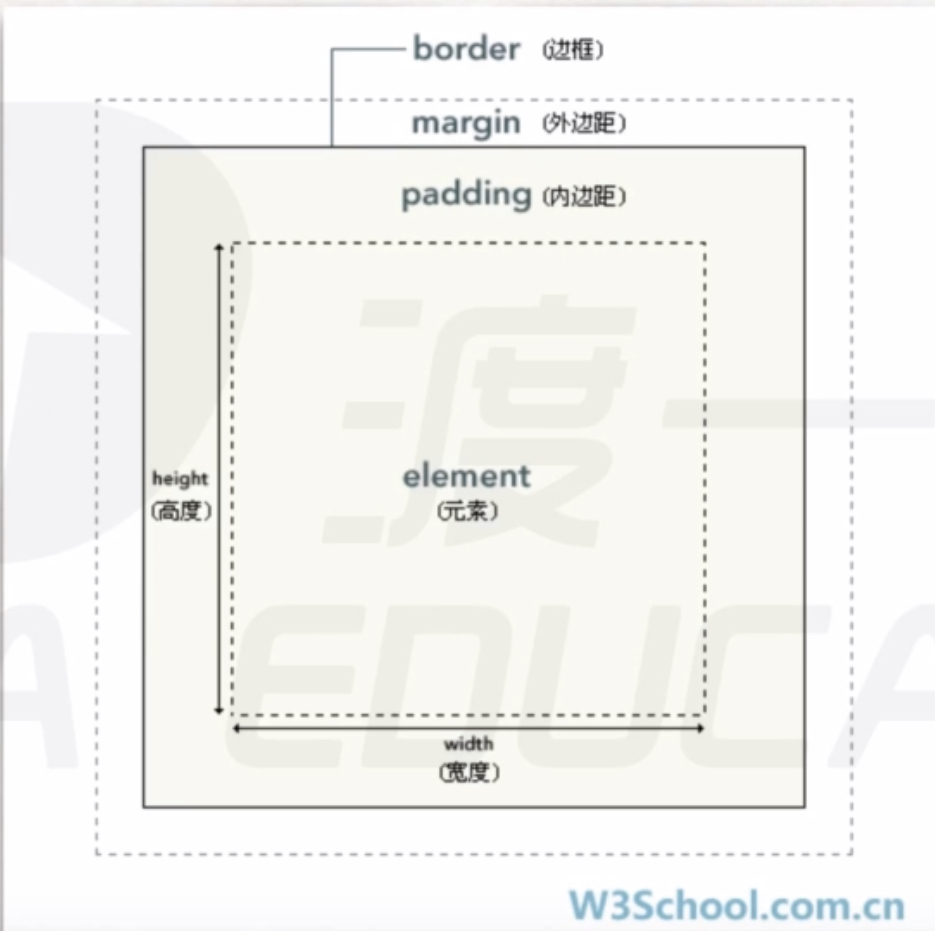 border (边框)
margin (外边距)
padding (内边距)
height
(高度)
element
(元素)
width
(宽度)
渡
A EDUCA
W3School.com.cn